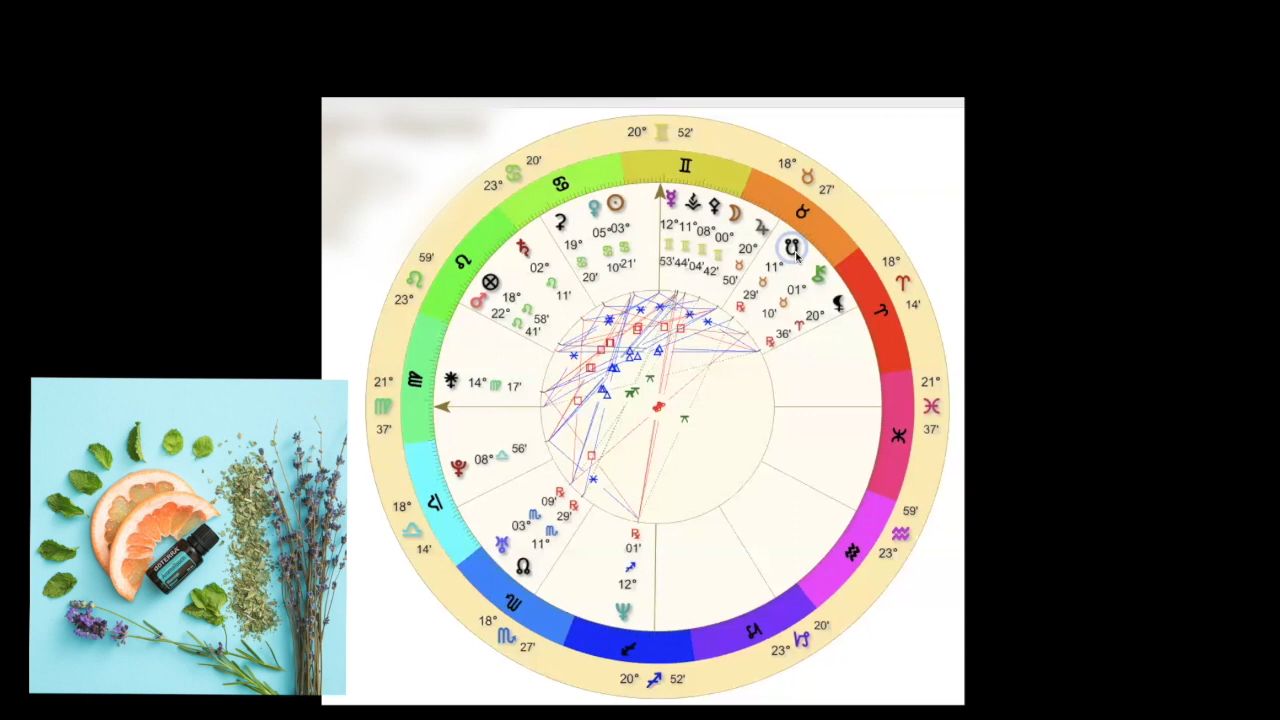 20° ♊ 52'
18° ♉ 27'
20' ♋ 23°
♊
♋
♉
59' ♌ 23°
♌
18° ♈ 14'
♈
12° 11° 08° 00°
♊ ♊ ♊ ♊
53' 44' 04' 42'
20° ♉ 50' ℞
11° ♉ 29'
01° ♉ 10'
20° ♈ 36' ℞
05° 03°
♋ ♋
10' 21'
19° ♋ 20'
02° ♌ 11'
18° ♌ 58'
22° ♌ 41'
21° ♍ 37'
♍
14° ♍ 17'
21° ♓ 37'
♓
08° ♎ 56'
18° ♎ 14'
♎
03° ♏ 09' ℞
11° ♏ 29' ℞
℞
01'
♐
12°
♆
59' ♒ 23°
♒
18° ♏ 27'
♏
♐
♑
20' ♑ 23°
20° ♐ 52'
dōTERRA